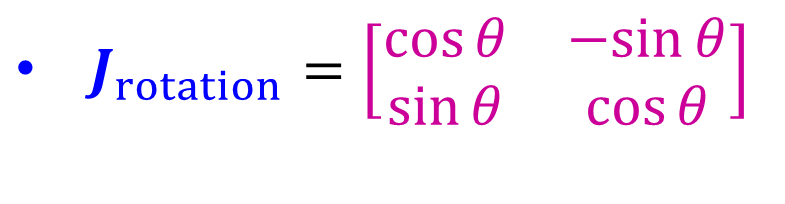 • J_rotation = [cos θ −sin θ
sin θ cos θ]